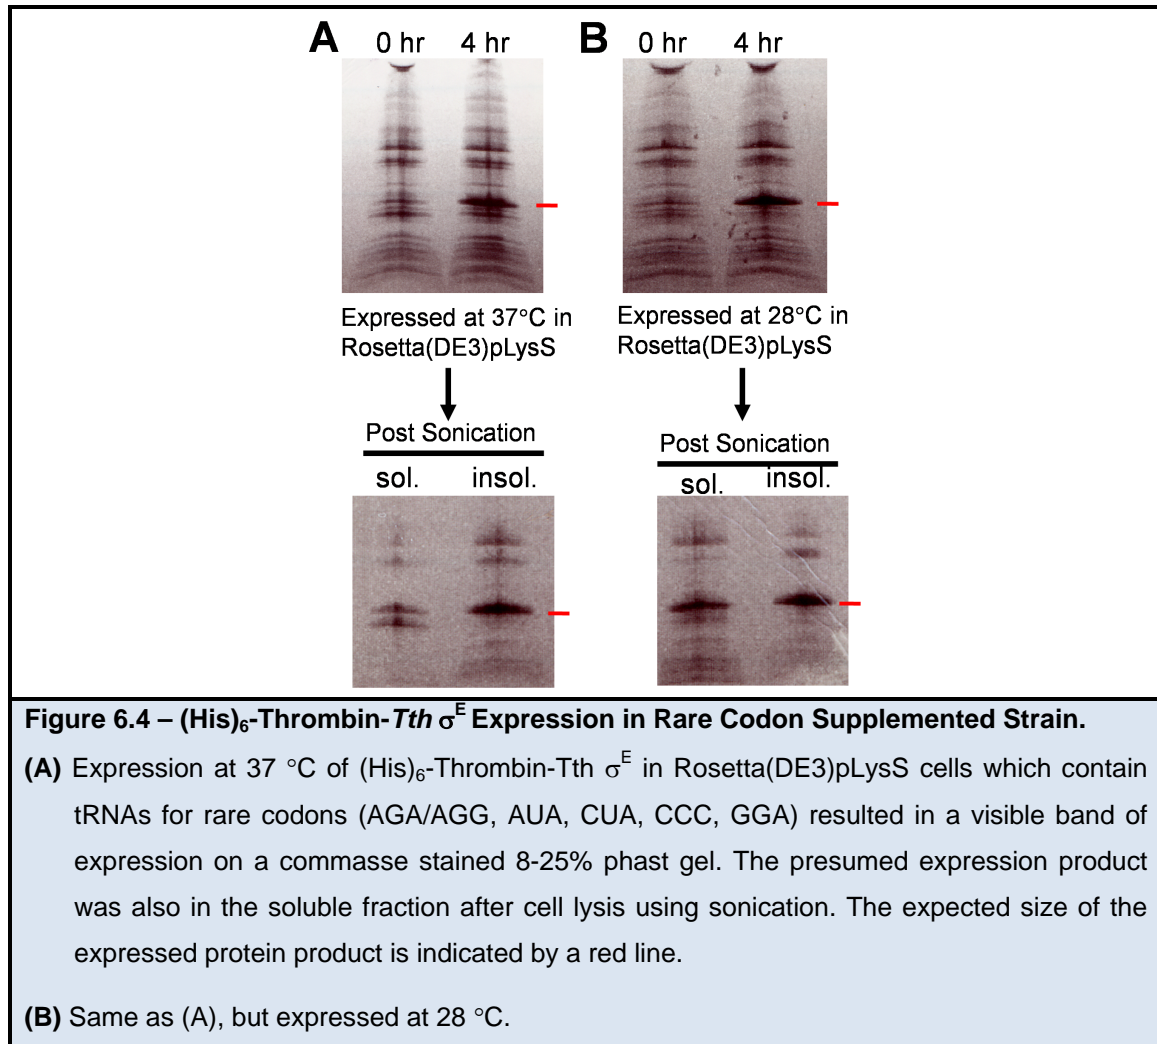 A 0 hr 4 hr B 0 hr 4 hr
Expressed at 37°C in
Rosetta(DE3)pLysS
Expressed at 28°C in
Rosetta(DE3)pLysS
Post Sonication
sol. insol.
Post Sonication
sol. insol.
Figure 6.4 – (His)₆-Thrombin-Tth σᴱ Expression in Rare Codon Supplemented Strain.
(A) Expression at 37 °C of (His)₆-Thrombin-Tth σᴱ in Rosetta(DE3)pLysS cells which contain
tRNAs for rare codons (AGA/AGG, AUA, CUA, CCC, GGA) resulted in a visible band of
expression on a commasse stained 8-25% phast gel. The presumed expression product
was also in the soluble fraction after cell lysis using sonication. The expected size of the
expressed protein product is indicated by a red line.
(B) Same as (A), but expressed at 28 °C.